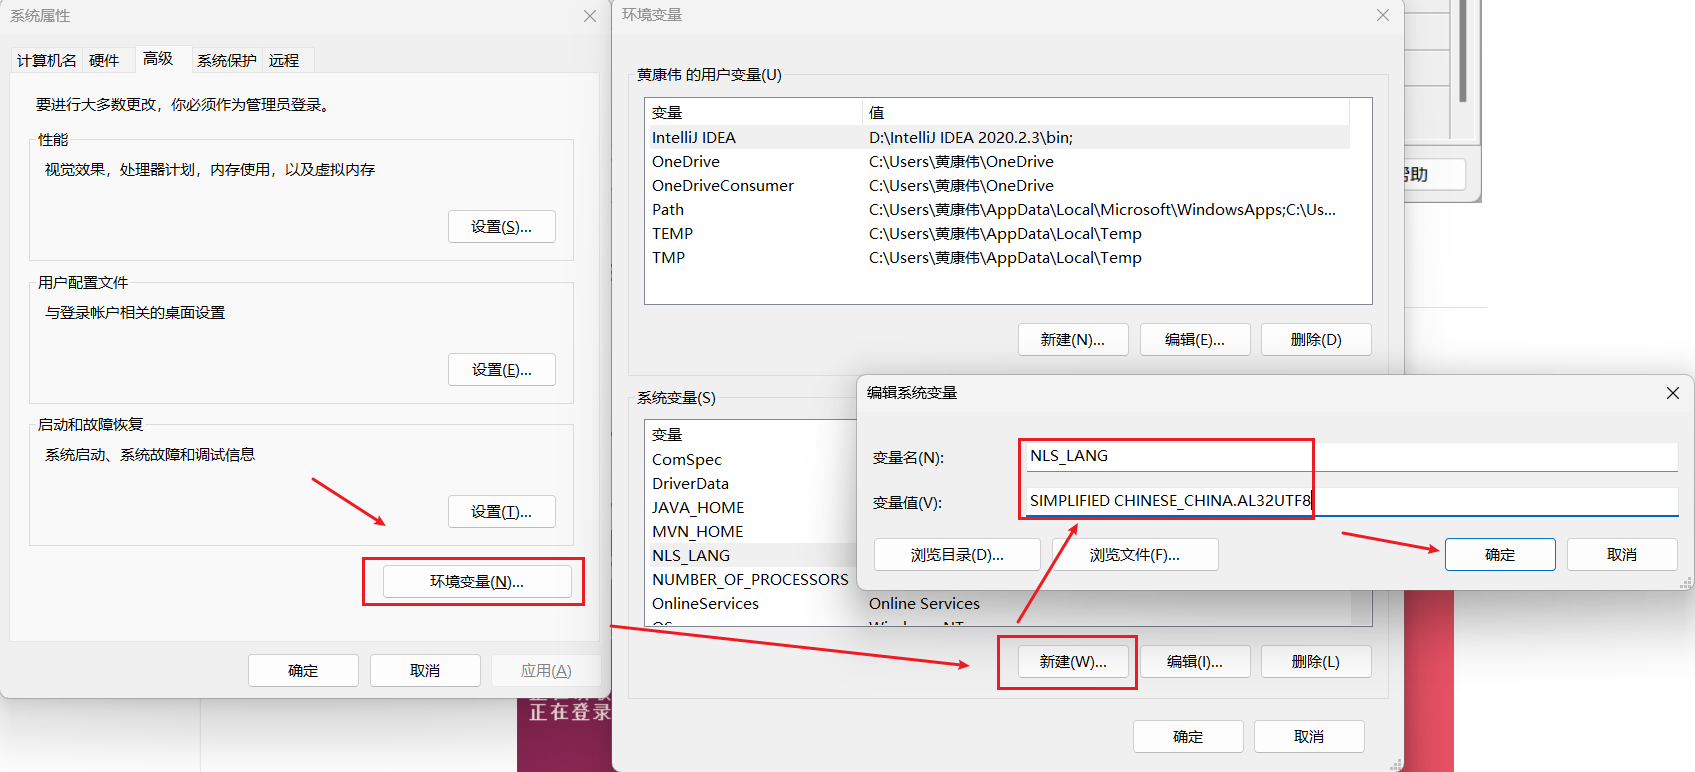 系统属性
计算机名 硬件 高级 系统保护 远程
要进行大多数更改，你必须作为管理员登录。
性能
视觉效果，处理器计划，内存使用，以及虚拟内存
设置(S)...
用户配置文件
与登录帐户相关的桌面设置
设置(E)...
启动和故障恢复
系统启动、系统故障和调试信息
设置(T)...
环境变量(N)...
确定 取消 应用(A)
正在登录
环境变量
黄康伟 的用户变量(U)
变量 值
IntelliJ IDEA D:\IntelliJ IDEA 2020.2.3\bin;
OneDrive C:\Users\黄康伟\OneDrive
OneDriveConsumer C:\Users\黄康伟\OneDrive
Path C:\Users\黄康伟\AppData\Local\Microsoft\WindowsApps;C:\Us...
TEMP C:\Users\黄康伟\AppData\Local\Temp
TMP C:\Users\黄康伟\AppData\Local\Temp
新建(N)... 编辑(E)... 删除(D)
系统变量(S)
变量
ComSpec
DriverData
JAVA_HOME
MVN_HOME
NLS_LANG
NUMBER_OF_PROCESSORS
OnlineServices Online Services
新建(W)... 编辑(I)... 删除(L)
确定 取消
帮助
编辑系统变量
变量名(N): NLS_LANG
变量值(V): SIMPLIFIED CHINESE_CHINA.AL32UTF8
浏览目录(D)... 浏览文件(F)... 确定 取消